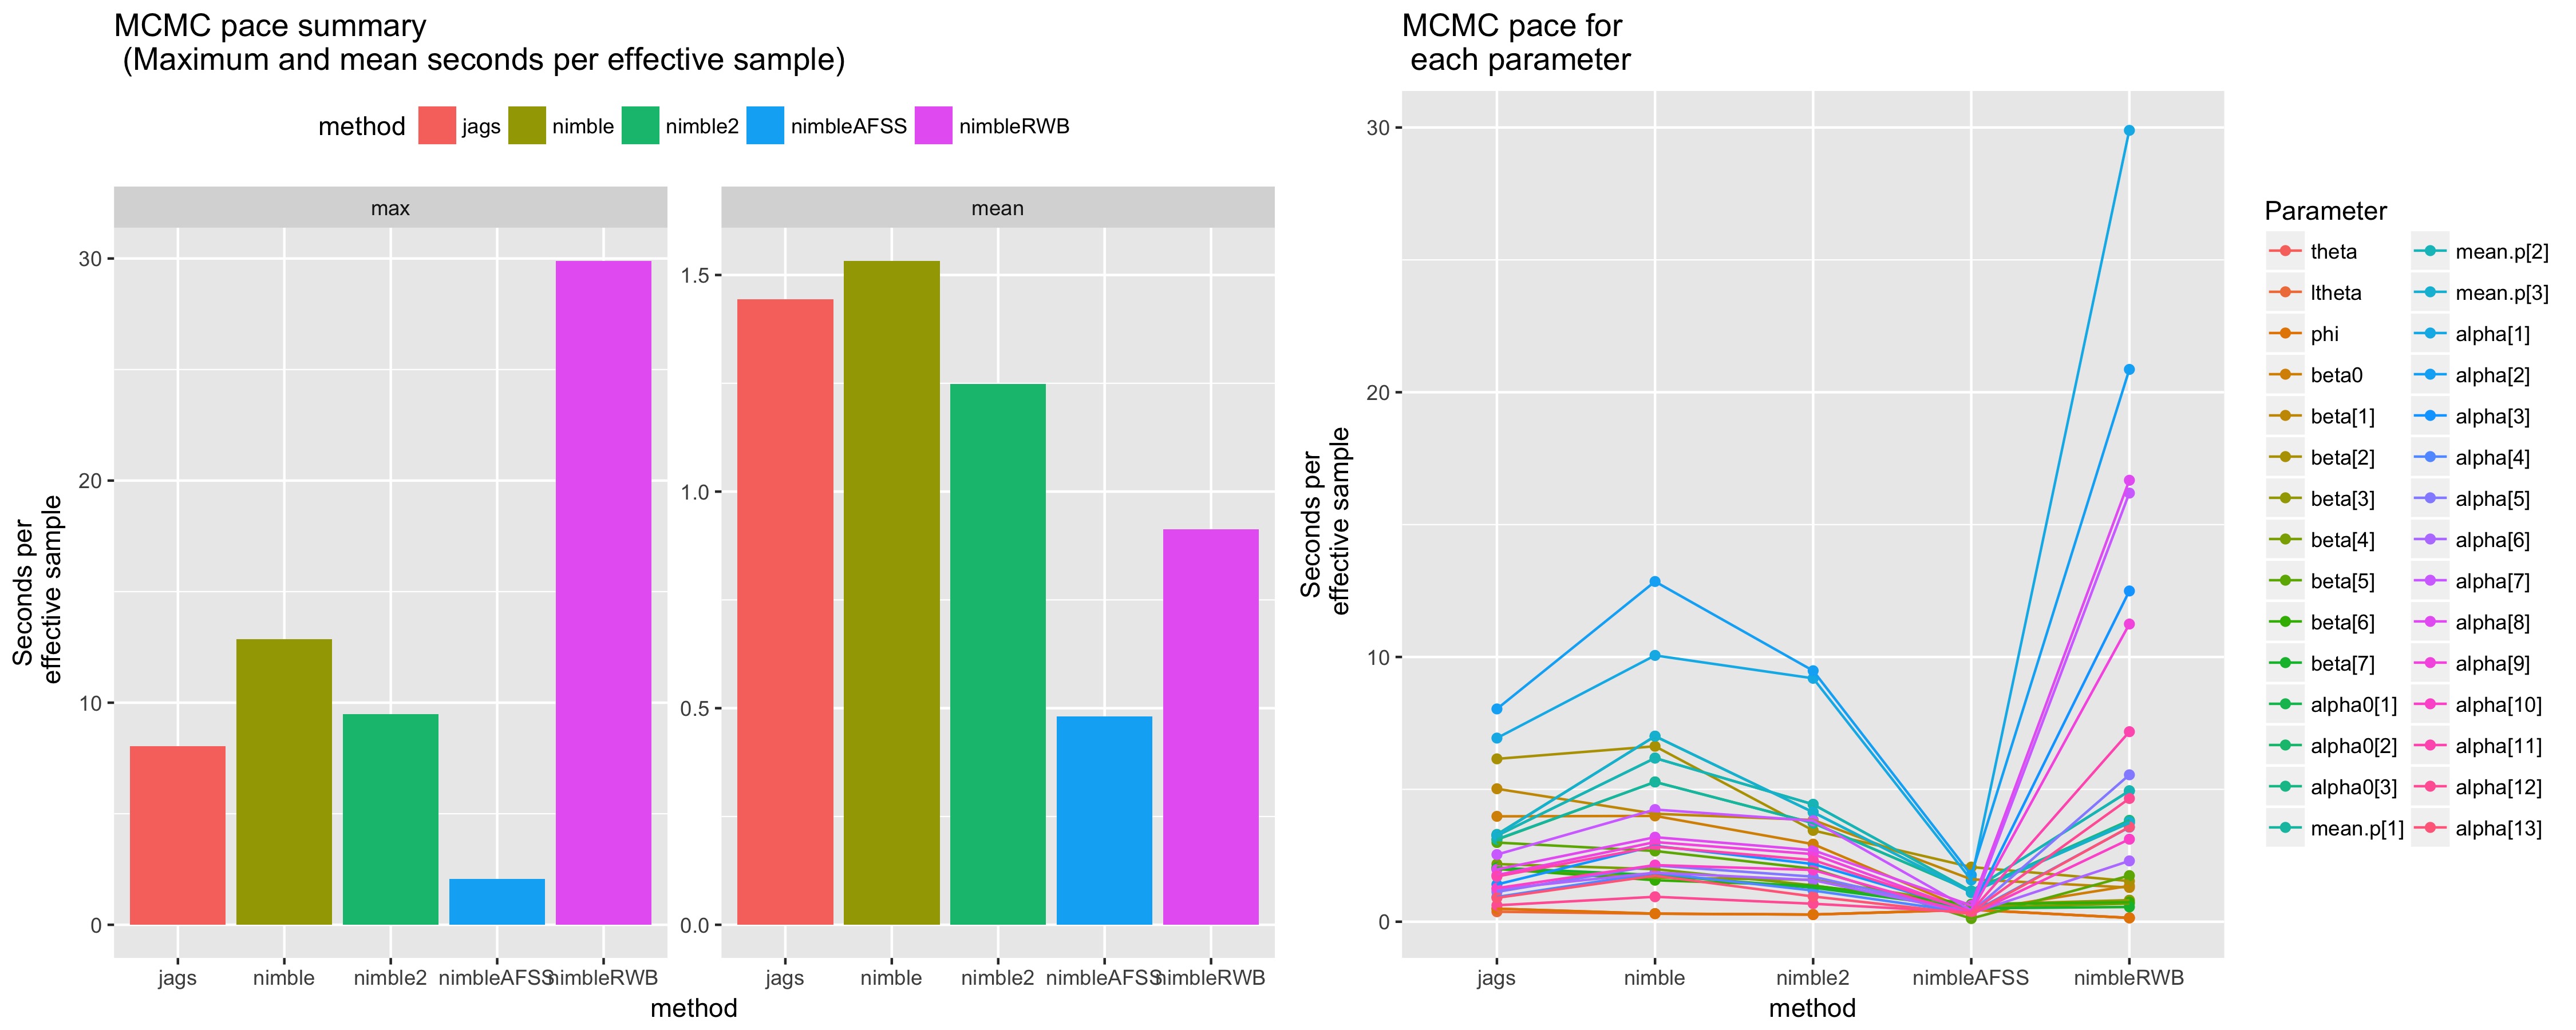 MCMC pace summary
(Maximum and mean seconds per effective sample)
method jags nimble nimble2 nimbleAFSS nimbleRWB
max
mean
30
20
10
0
1.5
1.0
0.5
0.0
Seconds per
effective sample
jags nimble nimble2 nimbleAFSS nimbleRWB
jags nimble nimble2 nimbleAFSS nimbleRWB
method
MCMC pace for
each parameter
30
20
10
0
Seconds per
effective sample
jags nimble nimble2 nimbleAFSS nimbleRWB
method
Parameter
theta
ltheta
phi
beta0
beta[1]
beta[2]
beta[3]
beta[4]
beta[5]
beta[6]
beta[7]
alpha0[1]
alpha0[2]
alpha0[3]
mean.p[1]
mean.p[2]
mean.p[3]
alpha[1]
alpha[2]
alpha[3]
alpha[4]
alpha[5]
alpha[6]
alpha[7]
alpha[8]
alpha[9]
alpha[10]
alpha[11]
alpha[12]
alpha[13]